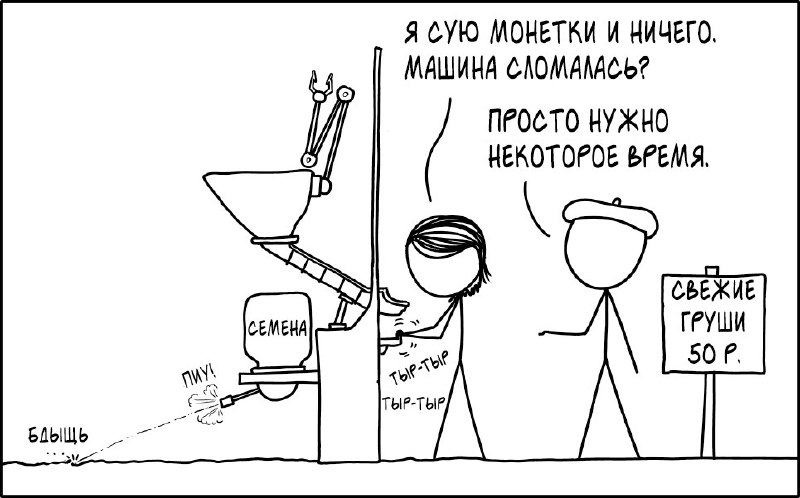 Я СУЮ МОНЕТКИ И НИЧЕГО.
МАШИНА СЛОМАЛАСЬ?
ПРОСТО НУЖНО
НЕКОТОРОЕ ВРЕМЯ.
СВЕЖИЕ
ГРУШИ
50 Р.
СЕМЕНА
ТЫР-ТЫР
ТЫР-ТЫР
ПИУ!
БДЫЩЬ